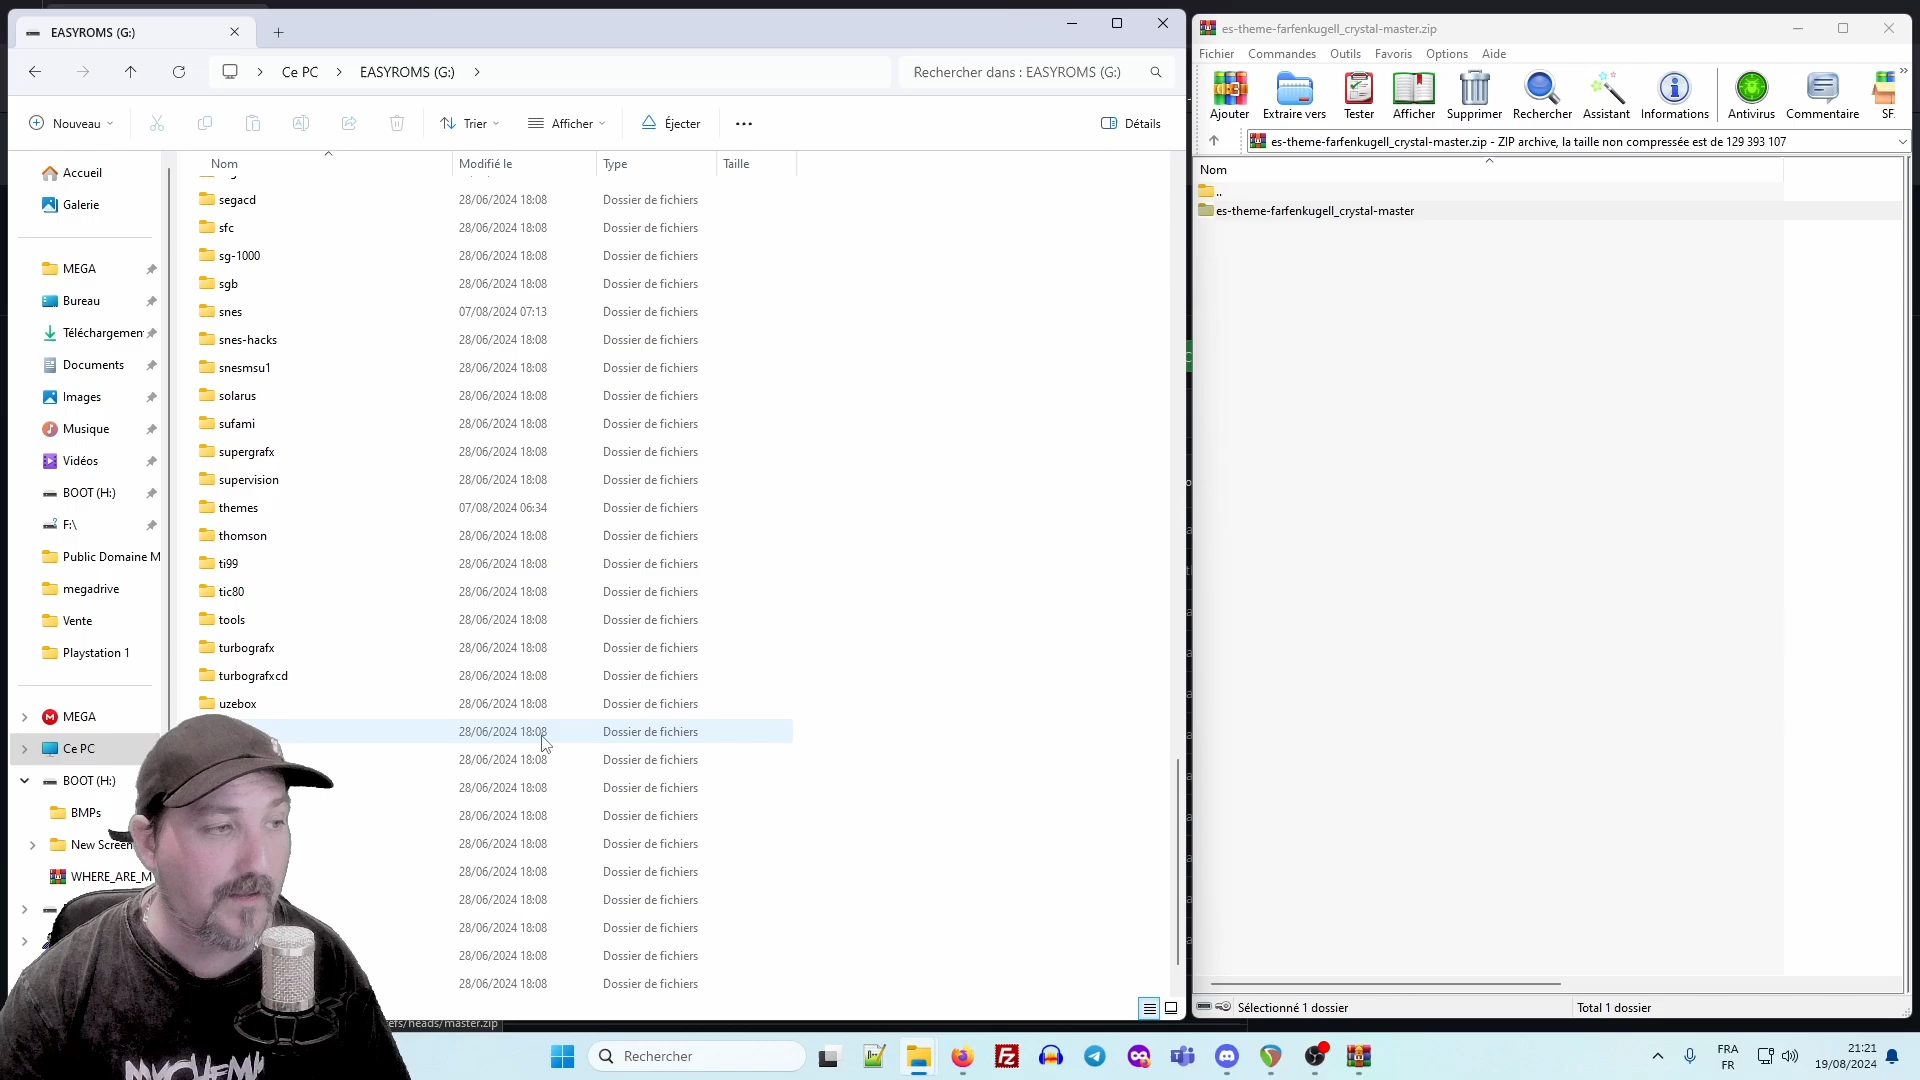 EASYROMS (G:)
Ce PC
EASYROMS (G:)
Rechercher dans : EASYROMS (G:)
Nouveau
Trier
Afficher
Éjecter
Détails
Accueil
Galerie
MEGA
Bureau
Téléchargemen
Documents
Images
Musique
Vidéos
BOOT (H:)
F:\
Public Domaine M
megadrive
Vente
Playstation 1
MEGA
Ce PC
BOOT (H:)
BMPs
New Screen
WHERE_ARE_M
Nom Modifié le Type Taille
segacd 28/06/2024 18:08 Dossier de fichiers
sfc 28/06/2024 18:08 Dossier de fichiers
sg-1000 28/06/2024 18:08 Dossier de fichiers
sgb 28/06/2024 18:08 Dossier de fichiers
snes 07/08/2024 07:13 Dossier de fichiers
snes-hacks 28/06/2024 18:08 Dossier de fichiers
snesmsu1 28/06/2024 18:08 Dossier de fichiers
solarus 28/06/2024 18:08 Dossier de fichiers
sufami 28/06/2024 18:08 Dossier de fichiers
supergrafx 28/06/2024 18:08 Dossier de fichiers
supervision 28/06/2024 18:08 Dossier de fichiers
themes 07/08/2024 06:34 Dossier de fichiers
thomson 28/06/2024 18:08 Dossier de fichiers
ti99 28/06/2024 18:08 Dossier de fichiers
tic80 28/06/2024 18:08 Dossier de fichiers
tools 28/06/2024 18:08 Dossier de fichiers
turbografx 28/06/2024 18:08 Dossier de fichiers
turbografxcd 28/06/2024 18:08 Dossier de fichiers
uzebox 28/06/2024 18:08 Dossier de fichiers
28/06/2024 18:08 Dossier de fichiers
28/06/2024 18:08 Dossier de fichiers
28/06/2024 18:08 Dossier de fichiers
28/06/2024 18:08 Dossier de fichiers
28/06/2024 18:08 Dossier de fichiers
28/06/2024 18:08 Dossier de fichiers
28/06/2024 18:08 Dossier de fichiers
28/06/2024 18:08 Dossier de fichiers
28/06/2024 18:08 Dossier de fichiers
28/06/2024 18:08 Dossier de fichiers
efs/heads/master.zip
es-theme-farfenkugell_crystal-master.zip
Fichier Commandes Outils Favoris Options Aide
Ajouter Extraire vers Tester Afficher Supprimer Rechercher Assistant Informations Antivirus Commentaire SF
es-theme-farfenkugell_crystal-master.zip - ZIP archive, la taille non compressée est de 129 393 107
Nom
..
es-theme-farfenkugell_crystal-master
Sélectionné 1 dossier Total 1 dossier
Rechercher
FRA
FR
21:21
19/08/2024